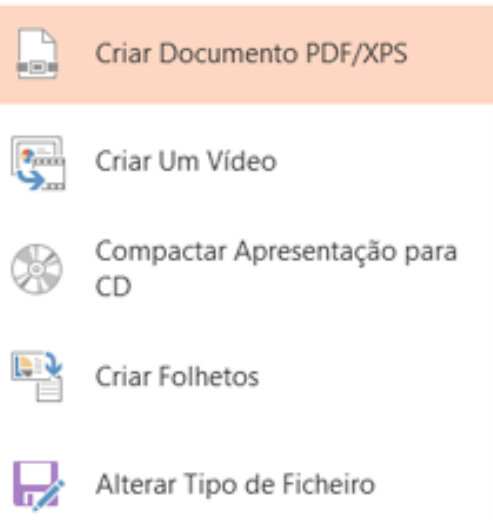 Criar Documento PDF/XPS
Criar Um Vídeo
Compactar Apresentação para
CD
Criar Folhetos
Alterar Tipo de Ficheiro